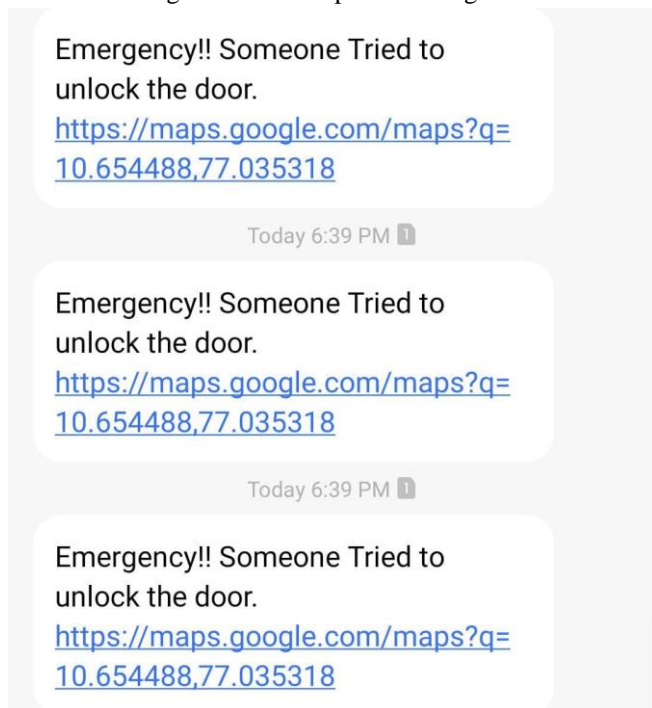 Emergency!! Someone Tried to
unlock the door.
https://maps.google.com/maps?q=
10.654488,77.035318
Today 6:39 PM 1
Emergency!! Someone Tried to
unlock the door.
https://maps.google.com/maps?q=
10.654488,77.035318
Today 6:39 PM 1
Emergency!! Someone Tried to
unlock the door.
https://maps.google.com/maps?q=
10.654488,77.035318